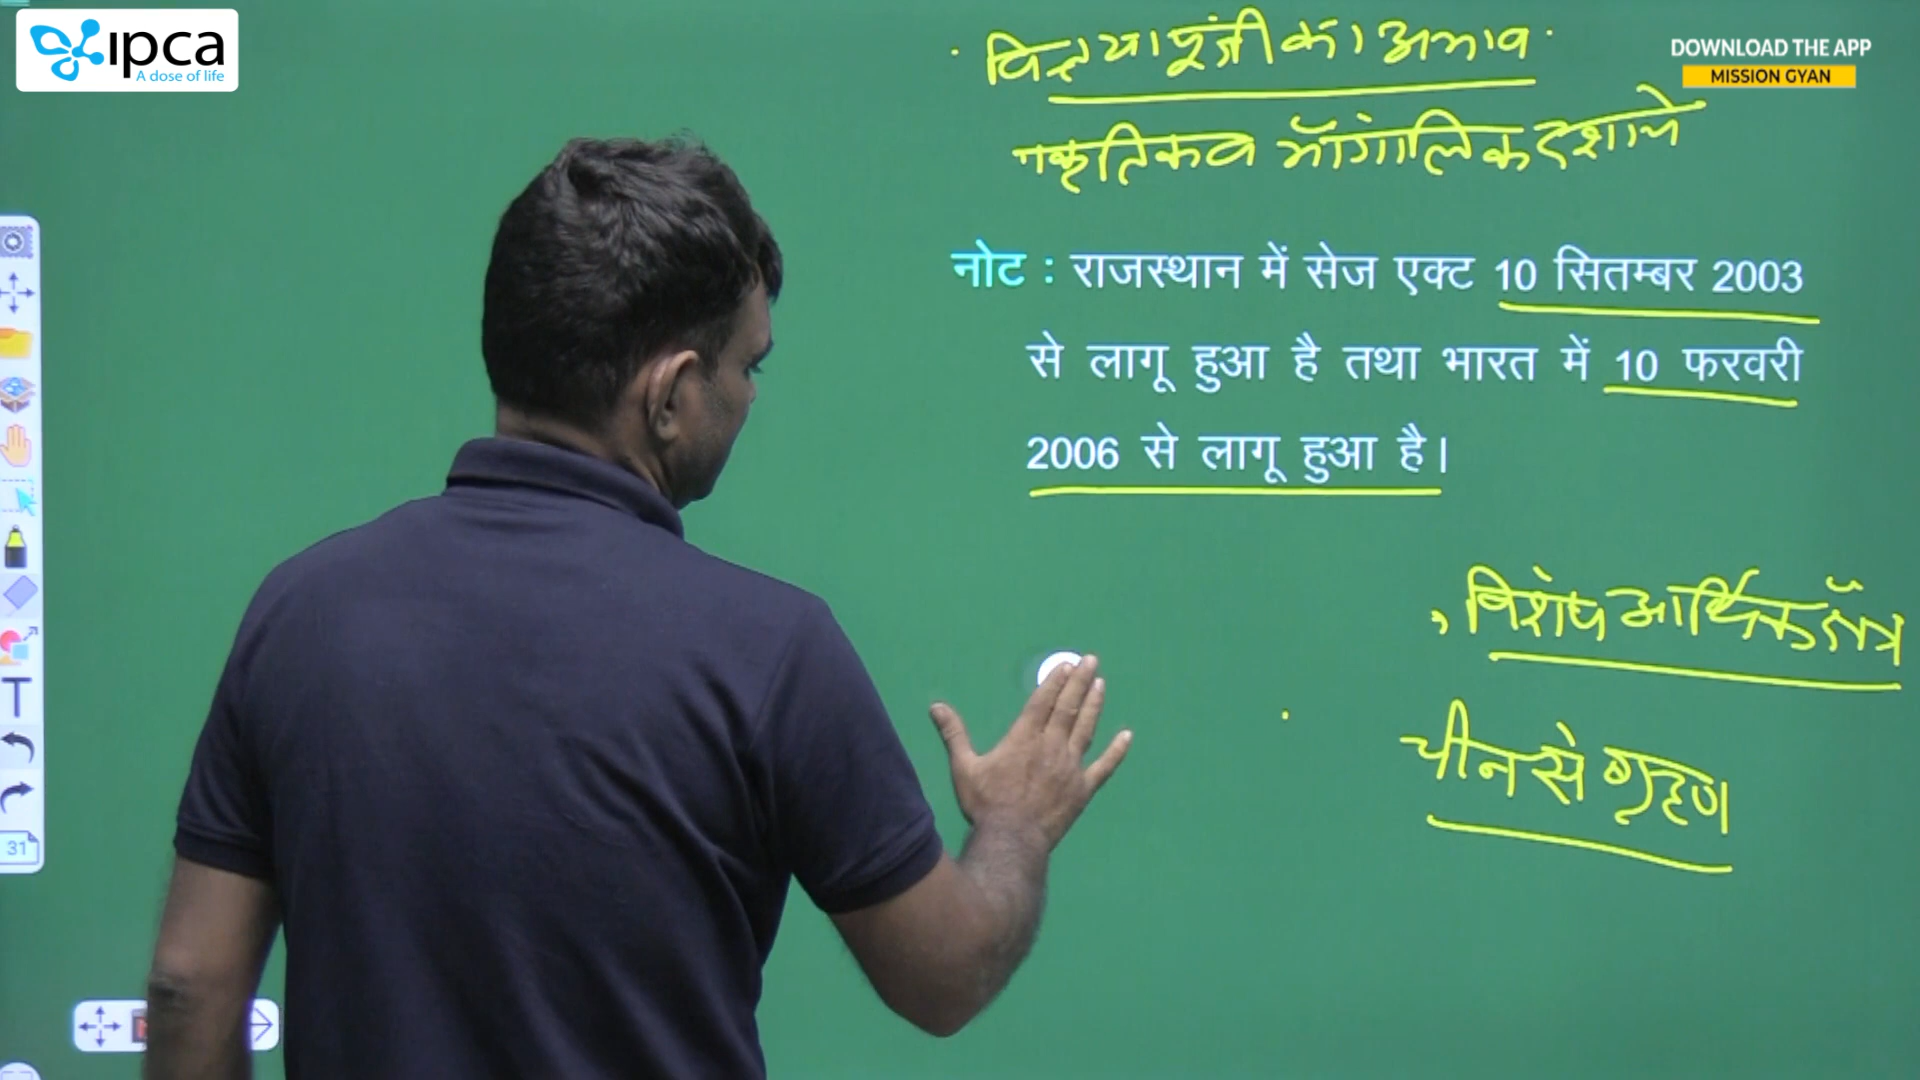 ipca
A dose of life
DOWNLOAD THE APP
MISSION GYAN
वित्त या पूंजी का अभाव
प्राकृतिक व भौगोलिक दशायें
नोट : राजस्थान में सेज एक्ट 10 सितम्बर 2003
से लागू हुआ है तथा भारत में 10 फरवरी
2006 से लागू हुआ है।
विशेष आर्थिक क्षेत्र
चीन से ग्रहण
T
31